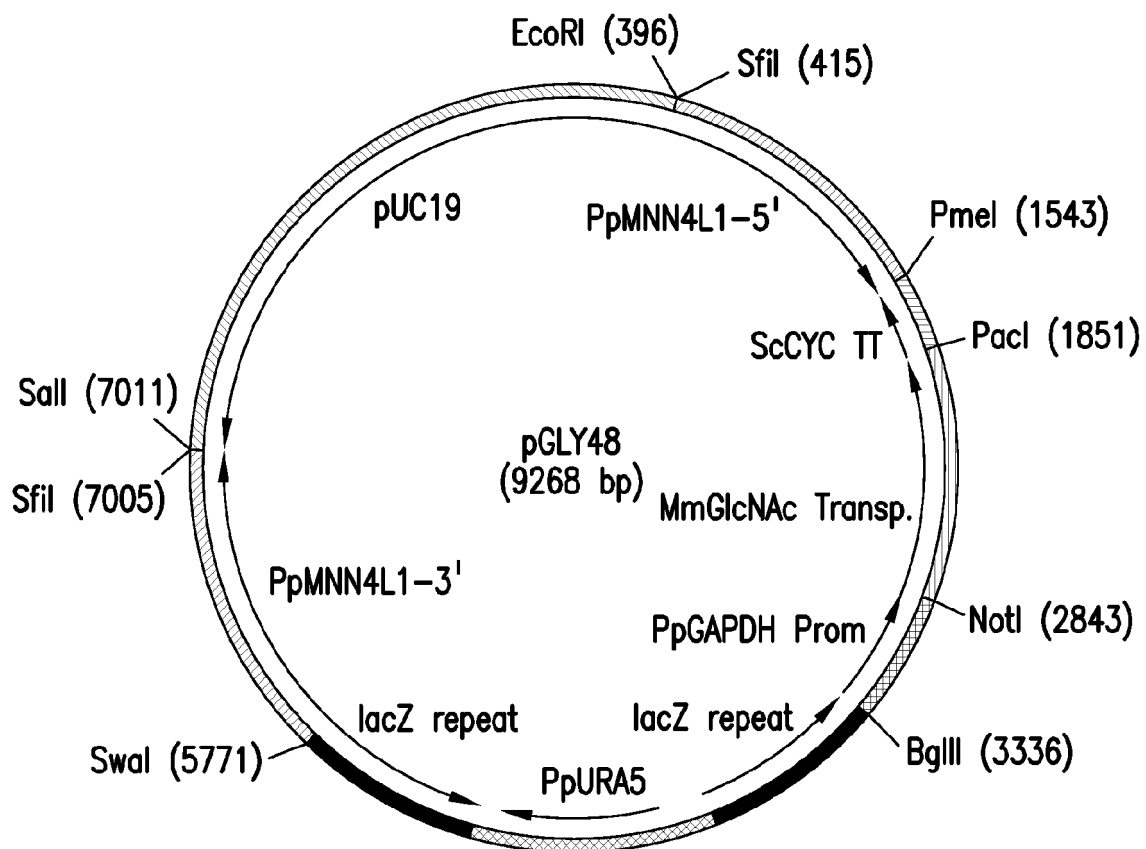 EcoRI (396)
SfiI (415)
pUC19
PpMNN4L1-5'
PmeI (1543)
ScCYC TT
PacI (1851)
SalI (7011)
pGLY48
(9268 bp)
SfiI (7005)
MmGlcNAc Transp.
PpMNN4L1-3'
NotI (2843)
PpGAPDH Prom
lacZ repeat
lacZ repeat
SwaI (5771)
BglII (3336)
PpURA5